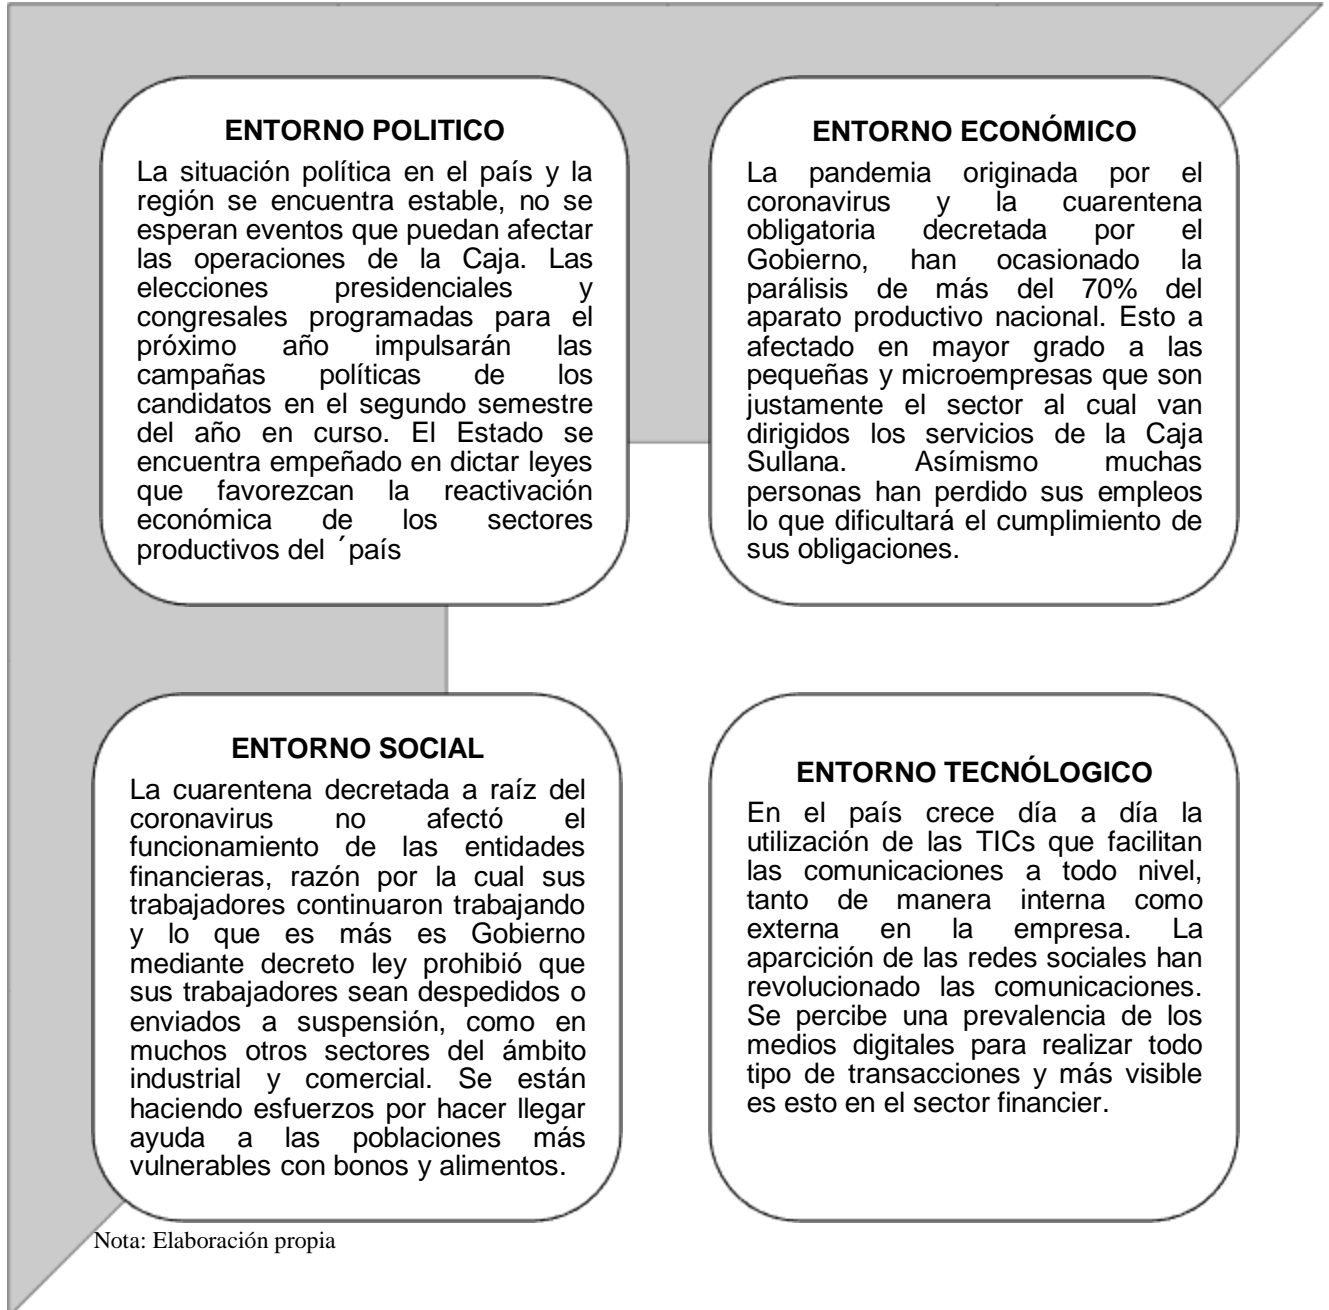 ENTORNO POLITICO
La situación política en el país y la
región se encuentra estable, no se
esperan eventos que puedan afectar
las operaciones de la Caja. Las
elecciones presidenciales y
congresales programadas para el
próximo año impulsarán las
campañas políticas de los
candidatos en el segundo semestre
del año en curso. El Estado se
encuentra empeñado en dictar leyes
que favorezcan la reactivación
económica de los sectores
productivos del ´país
ENTORNO ECONÓMICO
La pandemia originada por el
coronavirus y la cuarentena
obligatoria decretada por el
Gobierno, han ocasionado la
parálisis de más del 70% del
aparato productivo nacional. Esto a
afectado en mayor grado a las
pequeñas y microempresas que son
justamente el sector al cual van
dirigidos los servicios de la Caja
Sullana. Asímismo muchas
personas han perdido sus empleos
lo que dificultará el cumplimiento de
sus obligaciones.
ENTORNO SOCIAL
La cuarentena decretada a raíz del
coronavirus no afectó el
funcionamiento de las entidades
financieras, razón por la cual sus
trabajadores continuaron trabajando
y lo que es más es Gobierno
mediante decreto ley prohibió que
sus trabajadores sean despedidos o
enviados a suspensión, como en
muchos otros sectores del ámbito
industrial y comercial. Se están
haciendo esfuerzos por hacer llegar
ayuda a las poblaciones más
vulnerables con bonos y alimentos.
ENTORNO TECNÓLOGICO
En el país crece día a día la
utilización de las TICs que facilitan
las comunicaciones a todo nivel,
tanto de manera interna como
externa en la empresa. La
aparcición de las redes sociales han
revolucionado las comunicaciones.
Se percibe una prevalencia de los
medios digitales para realizar todo
tipo de transacciones y más visible
es esto en el sector financier.
Nota: Elaboración propia